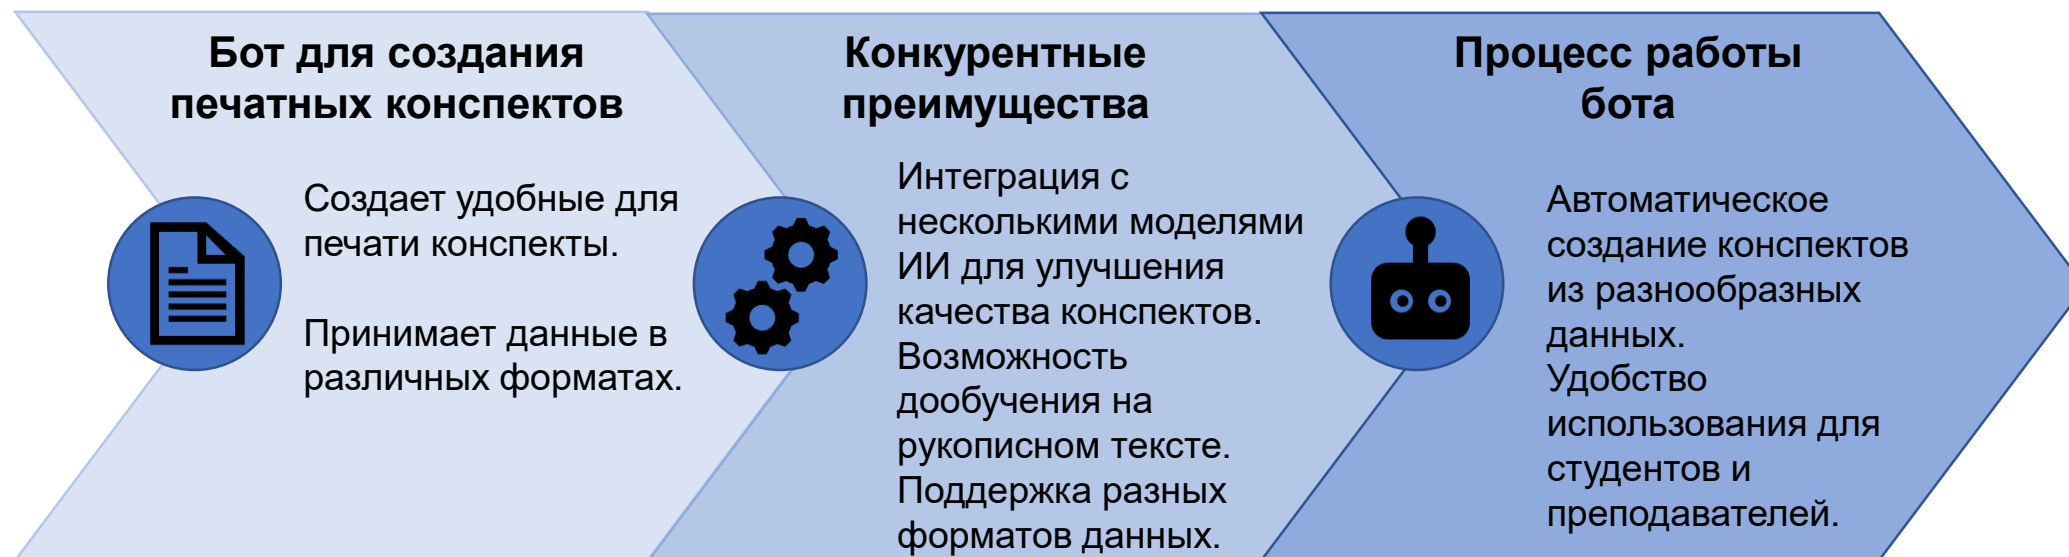 Бот для создания
печатных конспектов
Создает удобные для
печати конспекты.
Принимает данные в
различных форматах.
Конкурентные
преимущества
Интеграция с
несколькими моделями
ИИ для улучшения
качества конспектов.
Возможность
дообучения на
рукописном тексте.
Поддержка разных
форматов данных.
Процесс работы
бота
Автоматическое
создание конспектов
из разнообразных
данных.
Удобство
использования для
студентов и
преподавателей.